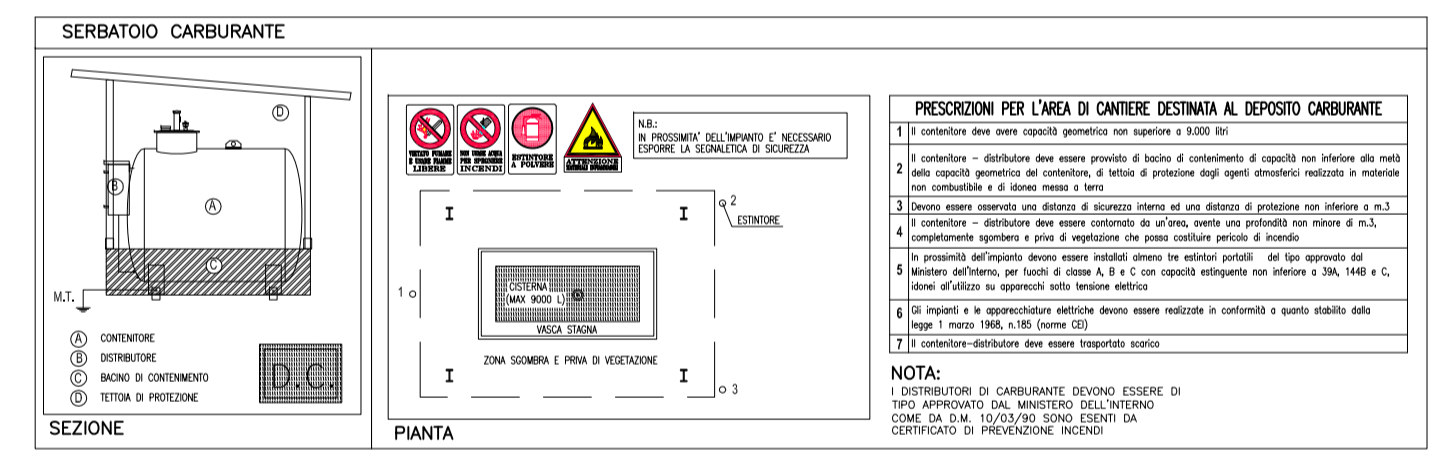 SERBATOIO CARBURANTE
D
B
A
C
M.T.
A CONTENITORE
B DISTRIBUTORE
C BACINO DI CONTENIMENTO
D TETTOIA DI PROTEZIONE
D.C.
SEZIONE
VIETATO FUMARE
E USARE FIAMME
LIBERE
NON USARE ACQUA
PER SPEGNERE
INCENDI
ESTINTORE
A POLVERE
ATTENZIONE
MATERIALI INFIAMMABILI
N.B.:
IN PROSSIMITA' DELL'IMPIANTO E' NECESSARIO
ESPORRE LA SEGNALETICA DI SICUREZZA
I
I
2
ESTINTORE
1
CISTERNA
(MAX 9000 L)
VASCA STAGNA
ZONA SGOMBRA E PRIVA DI VEGETAZIONE
I
I
3
PIANTA
PRESCRIZIONI PER L'AREA DI CANTIERE DESTINATA AL DEPOSITO CARBURANTE
1 Il contenitore deve avere capacità geometrica non superiore a 9.000 litri
2 Il contenitore – distributore deve essere provvisto di bacino di contenimento di capacità non inferiore alla metà
della capacità geometrica del contenitore, di tettoia di protezione dagli agenti atmosferici realizzata in materiale
non combustibile e di idonea messa a terra
3 Devono essere osservata una distanza di sicurezza interna ed una distanza di protezione non inferiore a m.3
4 Il contenitore – distributore deve essere contornato da un'area, avente una profondità non minore di m.3,
completamente sgombera e priva di vegetazione che possa costituire pericolo di incendio
5 In prossimità dell'impianto devono essere installati almeno tre estintori portatili del tipo approvato dal
Ministero dell'Interno, per fuochi di classe A, B e C con capacità estinguente non inferiore a 39A, 144B e C,
idonei all'utilizzo su apparecchi sotto tensione elettrica
6 Gli impianti e le apparecchiature elettriche devono essere realizzate in conformità a quanto stabilito dalla
legge 1 marzo 1968, n.185 (norme CEI)
7 Il contenitore–distributore deve essere trasportato scarico
NOTA:
I DISTRIBUTORI DI CARBURANTE DEVONO ESSERE DI
TIPO APPROVATO DAL MINISTERO DELL'INTERNO
COME DA D.M. 10/03/90 SONO ESENTI DA
CERTIFICATO DI PREVENZIONE INCENDI